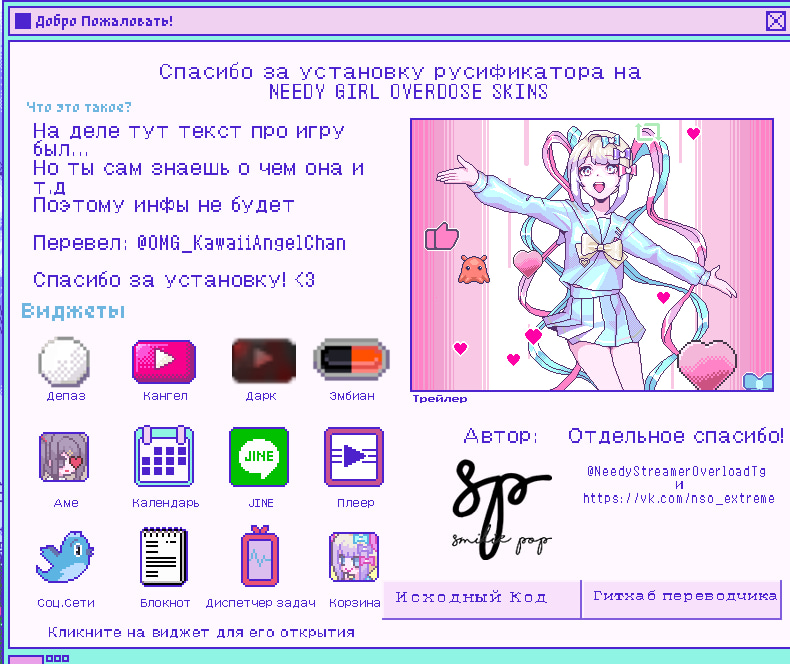 Добро Пожаловать!
Спасибо за установку русификатора на
NEEDY GIRL OVERDOSE SKINS
Что это такое?
На деле тут текст про игру
был...
Но ты сам знаешь о чем она и
т.д
Поэтому инфы не будет
Перевел: @OMG_KawaiiAngelChan
Спасибо за установку! <3
Трейлер
Виджеты
Депаз
Кангел
Дарк
Эмбиан
JINE
Аме
Календарь
JINE
Плеер
Соц.Сети
Блокнот
Диспетчер задач
Корзина
Кликните на виджет для его открытия
Автор:
sp
smilie pop
Отдельное спасибо!
@NeedyStreamerOverloadTg
и
https://vk.com/nso_extreme
Исходный Код
Гитхаб переводчика